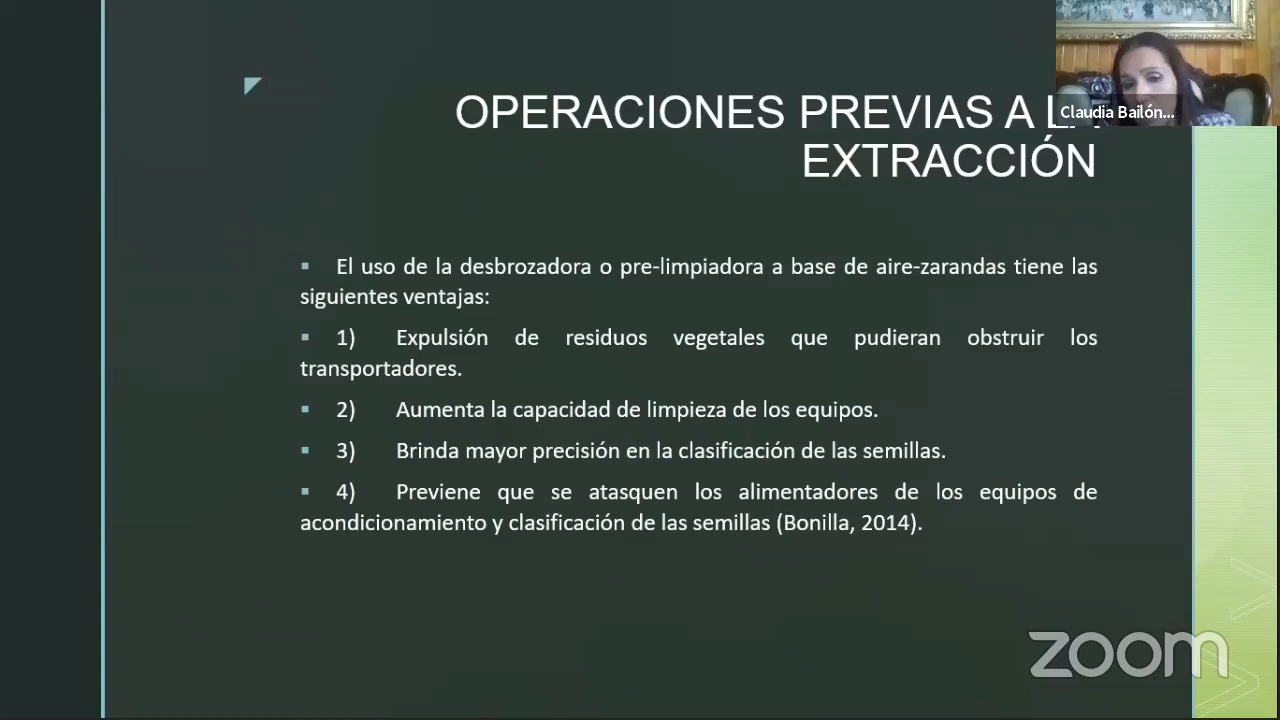 OPERACIONES PREVIAS A LA
EXTRACCIÓN
Claudia Bailón...
▪ El uso de la desbrozadora o pre-limpiadora a base de aire-zarandas tiene las
siguientes ventajas:
▪ 1) Expulsión de residuos vegetales que pudieran obstruir los
transportadores.
▪ 2) Aumenta la capacidad de limpieza de los equipos.
▪ 3) Brinda mayor precisión en la clasificación de las semillas.
▪ 4) Previene que se atasquen los alimentadores de los equipos de
acondicionamiento y clasificación de las semillas (Bonilla, 2014).
zoom